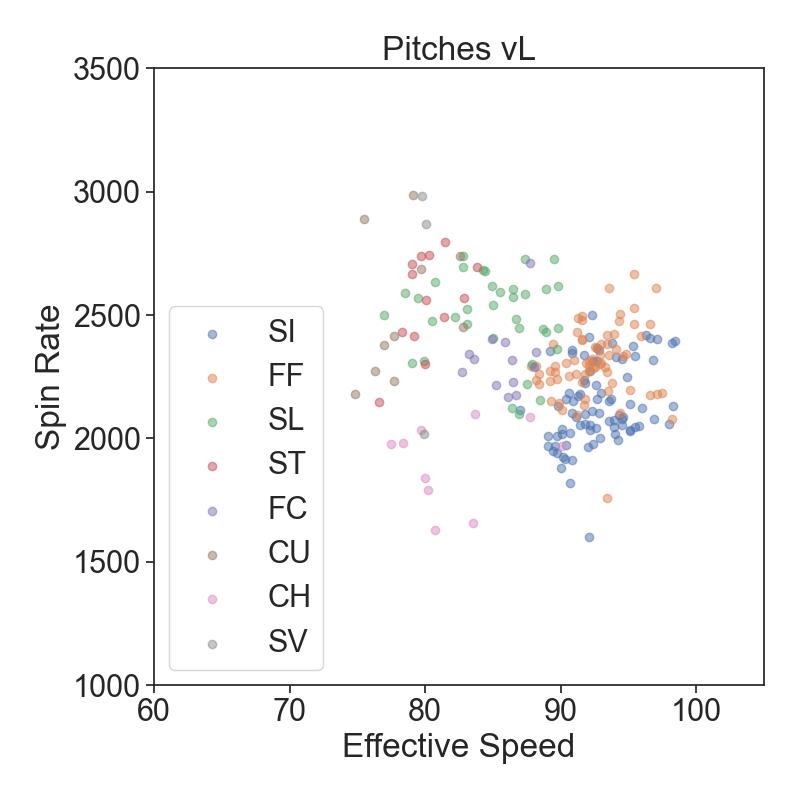 Pitches vL
3500
3000
2500
2000
1500
1000
Spin Rate
SI
FF
SL
ST
FC
CU
CH
SV
60 70 80 90 100
Effective Speed